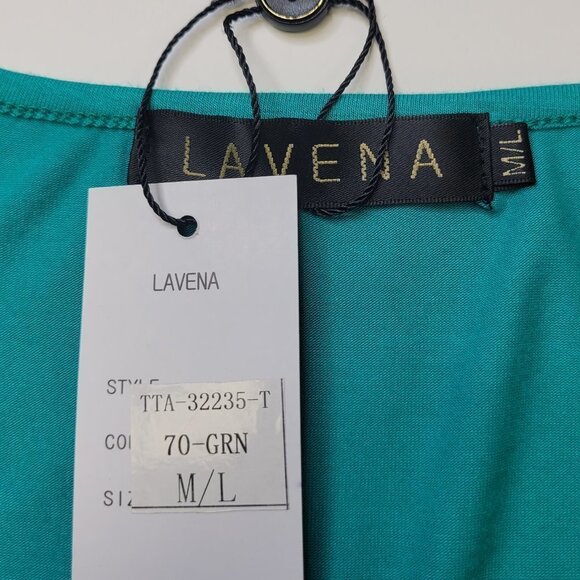 LAVENA
M/L
LAVENA
STYLE
TTA-32235-T
70-GRN
M/L